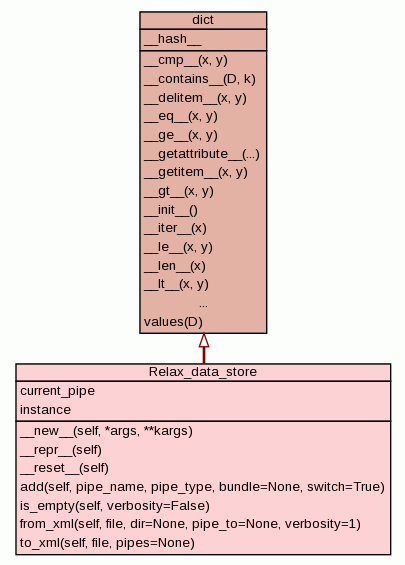 dict
__hash__
__cmp__(x, y)
__contains__(D, k)
__delitem__(x, y)
__eq__(x, y)
__ge__(x, y)
__getattribute__(...)
__getitem__(x, y)
__gt__(x, y)
__init__()
__iter__(x)
__le__(x, y)
__len__(x)
__lt__(x, y)
...
values(D)
Relax_data_store
current_pipe
instance
__new__(self, *args, **kargs)
__repr__(self)
__reset__(self)
add(self, pipe_name, pipe_type, bundle=None, switch=True)
is_empty(self, verbosity=False)
from_xml(self, file, dir=None, pipe_to=None, verbosity=1)
to_xml(self, file, pipes=None)